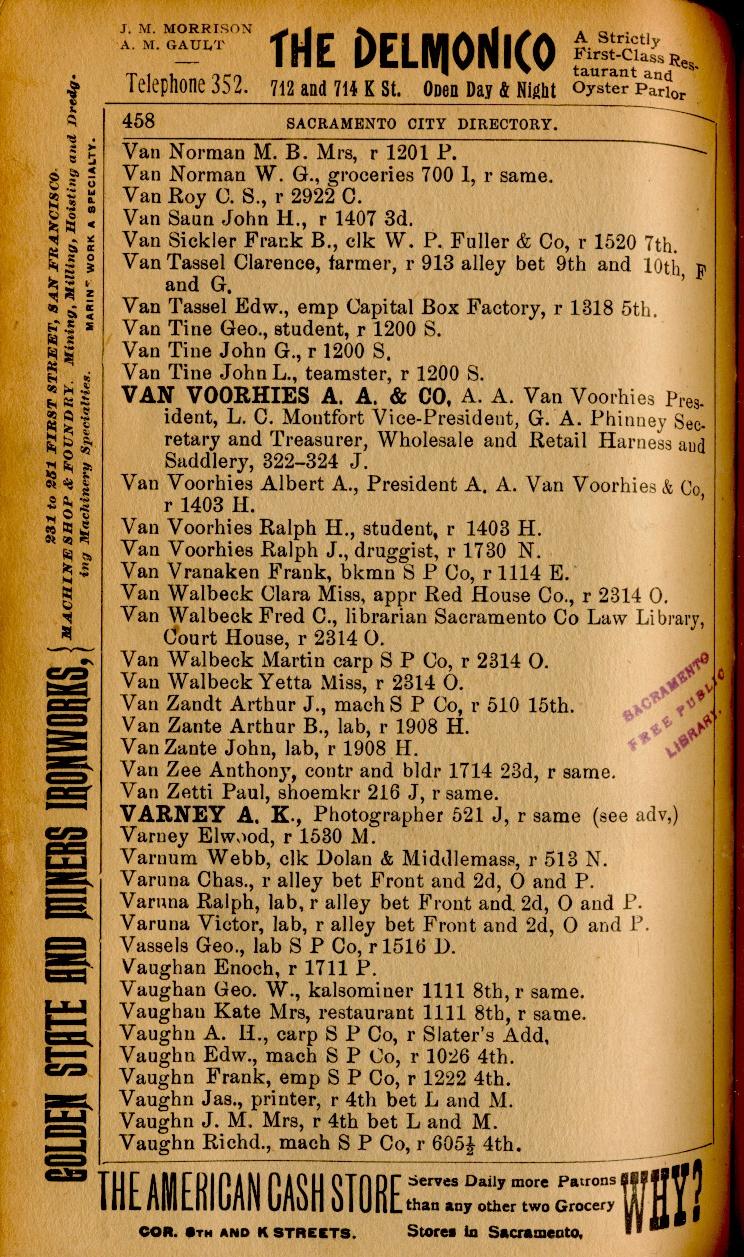 J. M. MORRISON
A. M. GAULT
Telephone 352.
THE DELMONICO
712 and 714 K St. Open Day & Night
A Strictly
First-Class Res-
taurant and
Oyster Parlor
458 SACRAMENTO CITY DIRECTORY.
Van Norman M. B. Mrs, r 1201 P.
Van Norman W. G., groceries 700 I, r same.
Van Roy C. S., r 2922 C.
Van Saun John H., r 1407 3d.
Van Sickler Frank B., clk W. P. Fuller & Co, r 1520 7th.
Van Tassel Clarence, farmer, r 913 alley bet 9th and 10th, F
and G.
Van Tassel Edw., emp Capital Box Factory, r 1318 5th.
Van Tine Geo., student, r 1200 S.
Van Tine John G., r 1200 S.
Van Tine John L., teamster, r 1200 S.
VAN VOORHIES A. A. & CO, A. A. Van Voorhies Pres-
ident, L. C. Montfort Vice-President, G. A. Phinney Sec-
retary and Treasurer, Wholesale and Retail Harness and
Saddlery, 322-324 J.
Van Voorhies Albert A., President A. A. Van Voorhies & Co,
r 1403 H.
Van Voorhies Ralph H., student, r 1403 H.
Van Voorhies Ralph J., druggist, r 1730 N.
Van Vranaken Frank, bkmn S P Co, r 1114 E.
Van Walbeck Clara Miss, appr Red House Co., r 2314 O.
Van Walbeck Fred C., librarian Sacramento Co Law Library,
Court House, r 2314 O.
Van Walbeck Martin carp S P Co, r 2314 O.
Van Walbeck Yetta Miss, r 2314 O.
Van Zandt Arthur J., mach S P Co, r 510 15th.
Van Zante Arthur B., lab, r 1908 H.
Van Zante John, lab, r 1908 H.
Van Zee Anthony, contr and bldr 1714 23d, r same.
Van Zetti Paul, shoemkr 216 J, r same.
VARNEY A. K., Photographer 521 J, r same (see adv,)
Varney Elwood, r 1530 M.
Varnum Webb, clk Dolan & Middlemass, r 513 N.
Varuna Chas., r alley bet Front and 2d, O and P.
Varuna Ralph, lab, r alley bet Front and 2d, O and P.
Varuna Victor, lab, r alley bet Front and 2d, O and P.
Vassels Geo., lab S P Co, r 1516 D.
Vaughan Enoch, r 1711 P.
Vaughan Geo. W., kalsominer 1111 8th, r same.
Vaughan Kate Mrs, restaurant 1111 8th, r same.
Vaughn A. H., carp S P Co, r Slater's Add,
Vaughn Edw., mach S P Co, r 1026 4th.
Vaughn Frank, emp S P Co, r 1222 4th.
Vaughn Jas., printer, r 4th bet L and M.
Vaughn J. M. Mrs, r 4th bet L and M.
Vaughn Richd., mach S P Co, r 605½ 4th.
SACRAMENTO
FREE PUBLIC
LIBRARY.
GOLDEN STATE AND MINERS IRONWORKS,
231 to 251 FIRST STREET, SAN FRANCISCO.
MACHINE SHOP & FOUNDRY. Mining, Milling, Hoisting and Dredg-
ing Machinery Specialties. MARINE WORK A SPECIALTY.
THE AMERICAN CASH STORE
COR. 8TH AND K STREETS.
Serves Daily more Patrons
than any other two Grocery
Stores in Sacramento,
WHY?